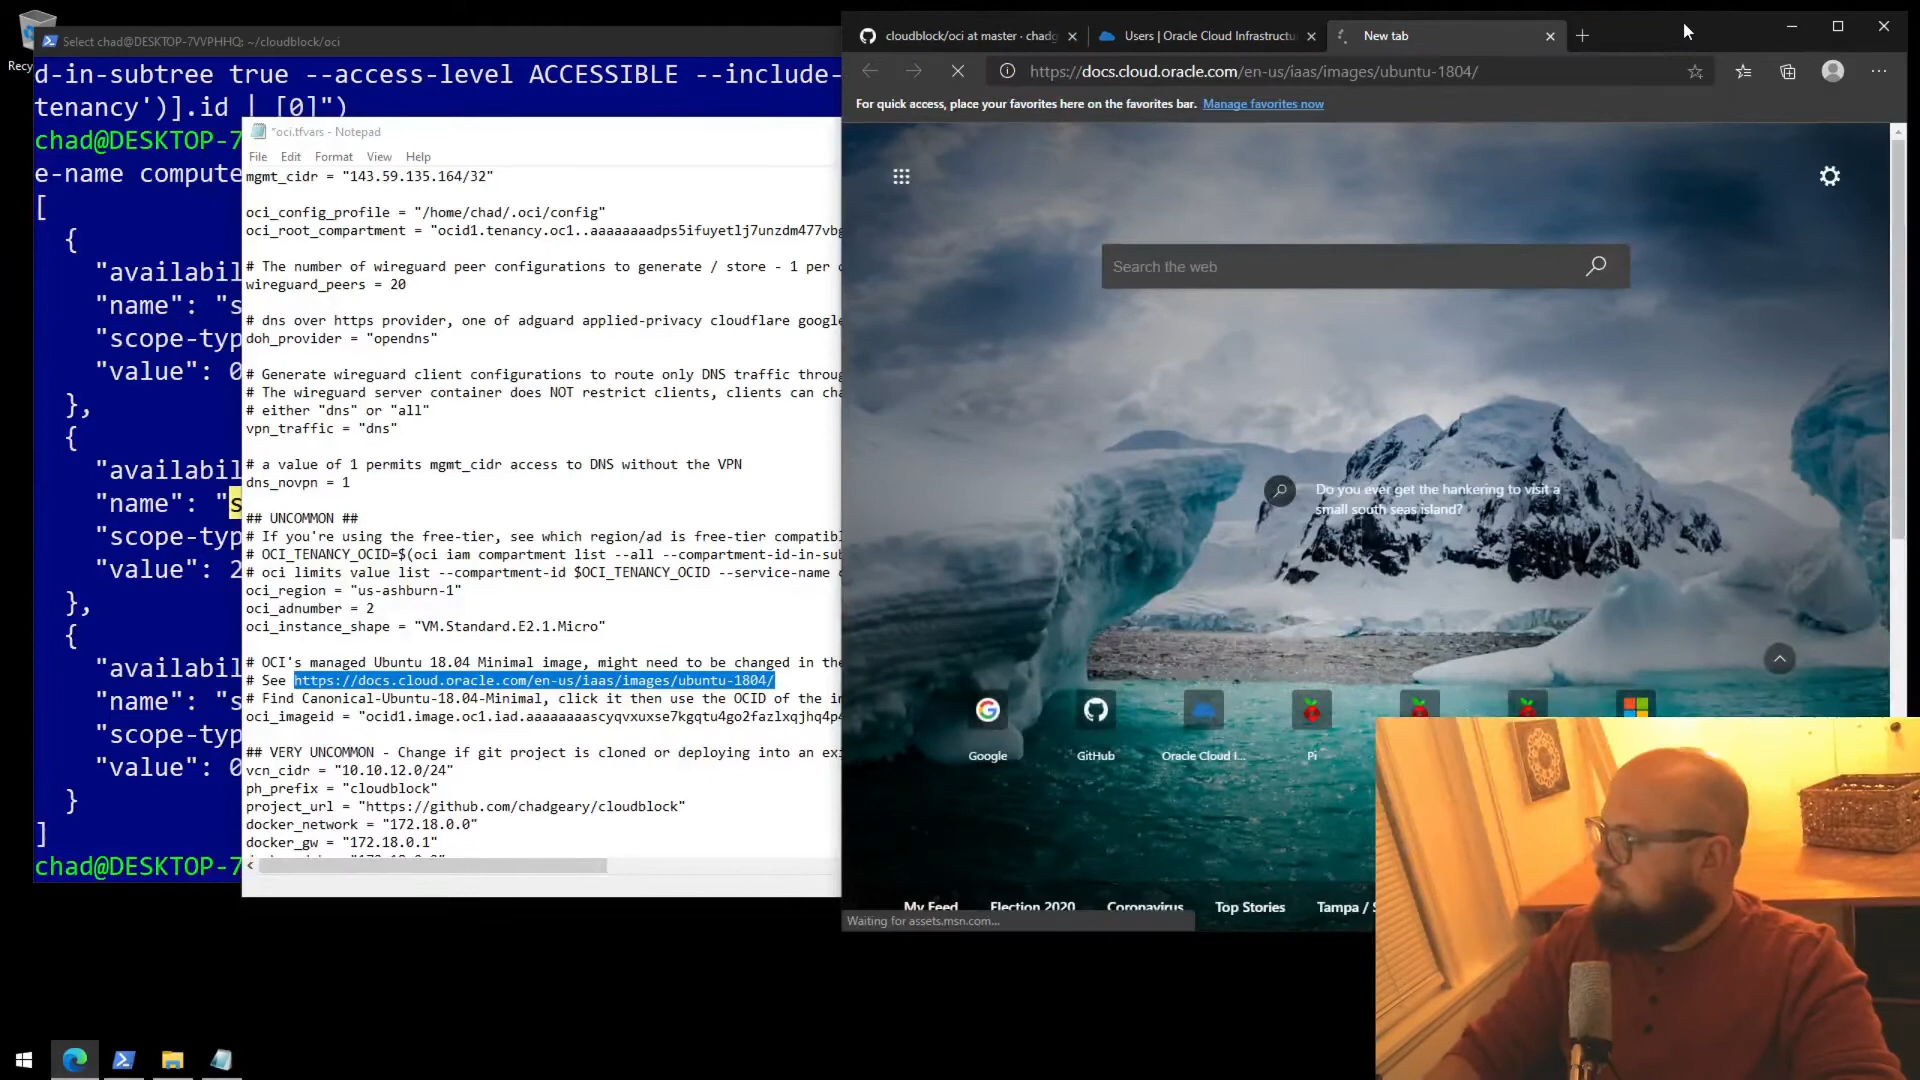 Recy
Select chad@DESKTOP-7VVPHHQ: ~/cloudblock/oci
d-in-subtree true --access-level ACCESSIBLE --include-
tenancy')].id | [0]")
chad@DESKTOP-7
e-name compute
[
{
"availabil
"name": "s
"scope-typ
"value": 0
},
{
"availabil
"name": "s
"scope-typ
"value": 2
},
{
"availabil
"name": "s
"scope-typ
"value": 0
}
]
chad@DESKTOP-7
*oci.tfvars - Notepad
File Edit Format View Help
mgmt_cidr = "143.59.135.164/32"
oci_config_profile = "/home/chad/.oci/config"
oci_root_compartment = "ocid1.tenancy.oc1..aaaaaaaadps5ifuyetlj7unzdm477vbg
# The number of wireguard peer configurations to generate / store - 1 per
wireguard_peers = 20
# dns over https provider, one of adguard applied-privacy cloudflare google
doh_provider = "opendns"
# Generate wireguard client configurations to route only DNS traffic throug
# The wireguard server container does NOT restrict clients, clients can cha
# either "dns" or "all"
vpn_traffic = "dns"
# a value of 1 permits mgmt_cidr access to DNS without the VPN
dns_novpn = 1
## UNCOMMON ##
# If you're using the free-tier, see which region/ad is free-tier compatibl
# OCI_TENANCY_OCID=$(oci iam compartment list --all --compartment-id-in-sub
# oci limits value list --compartment-id $OCI_TENANCY_OCID --service-name c
oci_region = "us-ashburn-1"
oci_adnumber = 2
oci_instance_shape = "VM.Standard.E2.1.Micro"
# OCI's managed Ubuntu 18.04 Minimal image, might need to be changed in the
# See https://docs.cloud.oracle.com/en-us/iaas/images/ubuntu-1804/
# Find Canonical-Ubuntu-18.04-Minimal, click it then use the OCID of the i
oci_imageid = "ocid1.image.oc1.iad.aaaaaaaascyqvxuxse7kgqtu4go2fazlxqjhq4p4
## VERY UNCOMMON - Change if git project is cloned or deploying into an exi
vcn_cidr = "10.10.12.0/24"
ph_prefix = "cloudblock"
project_url = "https://github.com/chadgeary/cloudblock"
docker_network = "172.18.0.0"
docker_gw = "172.18.0.1"
cloudblock/oci at master · chadg
Users | Oracle Cloud Infrastructu
New tab
https://docs.cloud.oracle.com/en-us/iaas/images/ubuntu-1804/
For quick access, place your favorites here on the favorites bar. Manage favorites now
Search the web
Do you ever get the hankering to visit a
small south seas island?
Google
GitHub
Oracle Cloud I...
Pi
My Feed
Election 2020
Coronavirus
Top Stories
Tampa / S
Waiting for assets.msn.com...